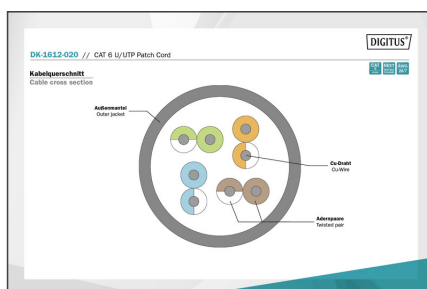 DIGITUS®
DK-1612-020 // CAT 6 U/UTP Patch Cord
Kabelquerschnitt
Cable cross section
Außenmantel
Outer jacket
Cu-Draht
Cu-Wire
Adernpaare
Twisted pair